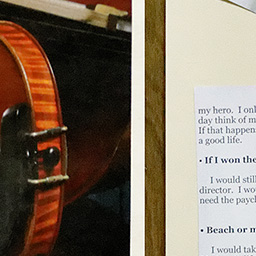 my hero.  I onl
day think of m
If that happen
a good life.
• If I won the
I would still
director.  I wo
need the payc
• Beach or m
I would tak